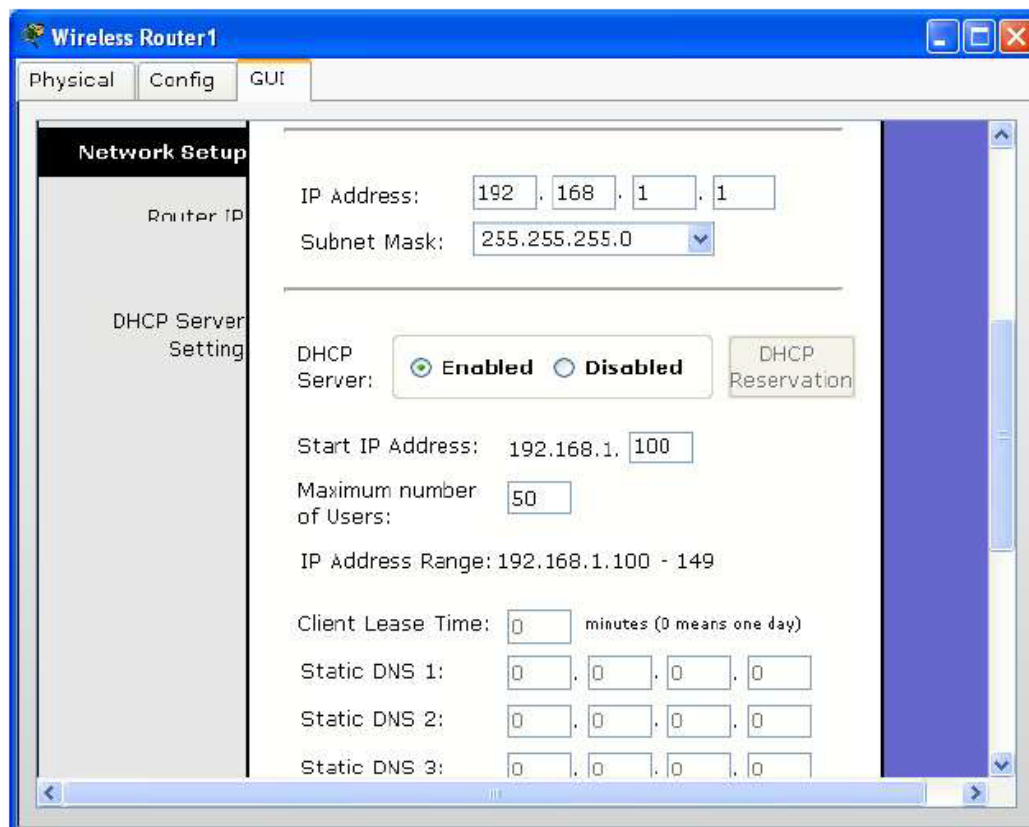 Wireless Router1
Physical Config GUI
Network Setup
Router IP
IP Address: 192 . 168 . 1 . 1
Subnet Mask: 255.255.255.0
DHCP Server
Setting
DHCP
Server:
Enabled Disabled
DHCP
Reservation
Start IP Address: 192.168.1. 100
Maximum number
of Users:
50
IP Address Range: 192.168.1.100 - 149
Client Lease Time: 0 minutes (0 means one day)
Static DNS 1: 0 . 0 . 0 . 0
Static DNS 2: 0 . 0 . 0 . 0
Static DNS 3: 0 . 0 . 0 . 0